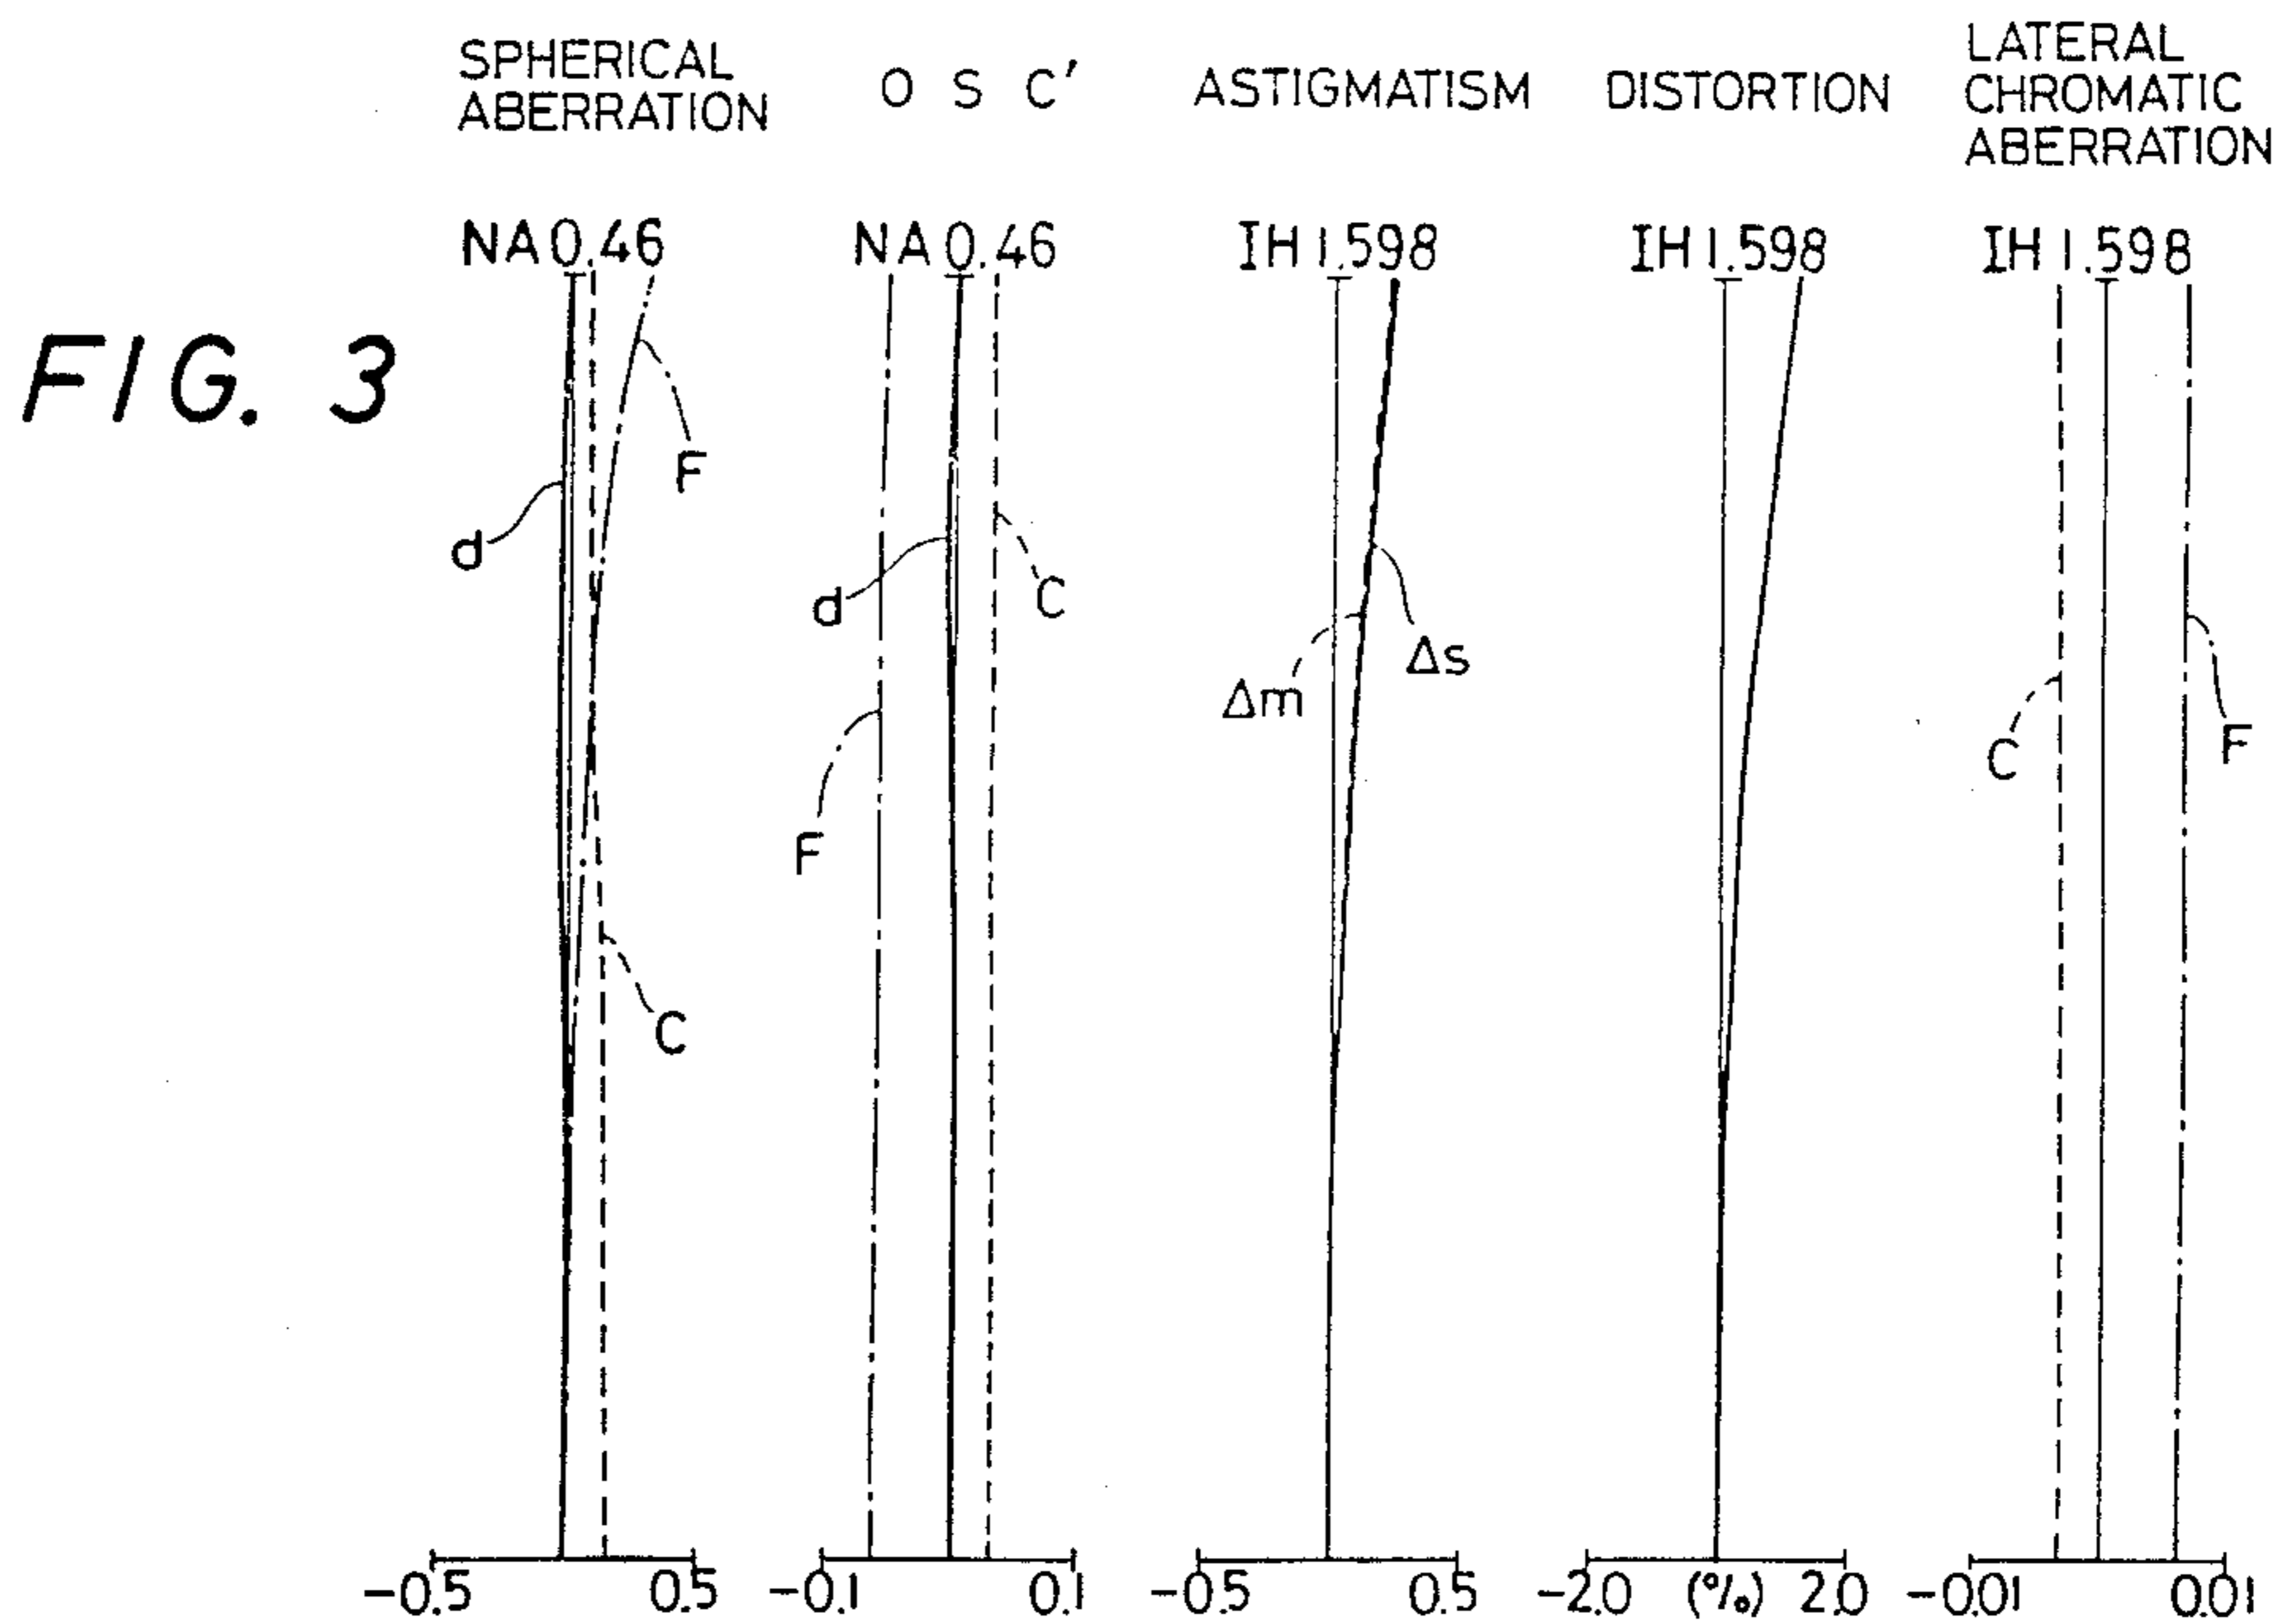 FIG. 3
SPHERICAL
ABERRATION
NA 0.46
F
d
C
-0.5 0.5
O S C'
NA 0.46
C
d
F
-0.1 0.1
ASTIGMATISM
IH 1.598
Δs
Δm
-0.5 0.5
DISTORTION
IH 1.598
-2.0 (%) 2.0
LATERAL
CHROMATIC
ABERRATION
IH 1.598
F
C
-0.01 0.01